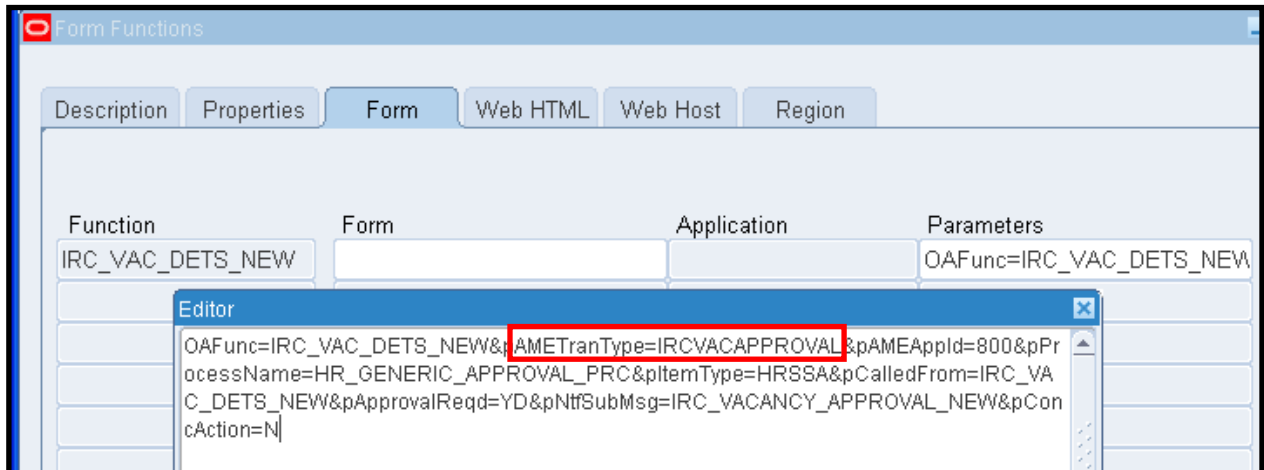 Form Functions
Description Properties Form Web HTML Web Host Region
Function Form Application Parameters
IRC_VAC_DETS_NEW OAFunc=IRC_VAC_DETS_NEW
Editor
OAFunc=IRC_VAC_DETS_NEW&pAMETranType=IRCVACAPPROVAL&pAMEAppId=800&pPr
ocessName=HR_GENERIC_APPROVAL_PRC&pItemType=HRSSA&pCalledFrom=IRC_VA
C_DETS_NEW&pApprovalReqd=YD&pNtfSubMsg=IRC_VACANCY_APPROVAL_NEW&pCon
cAction=N